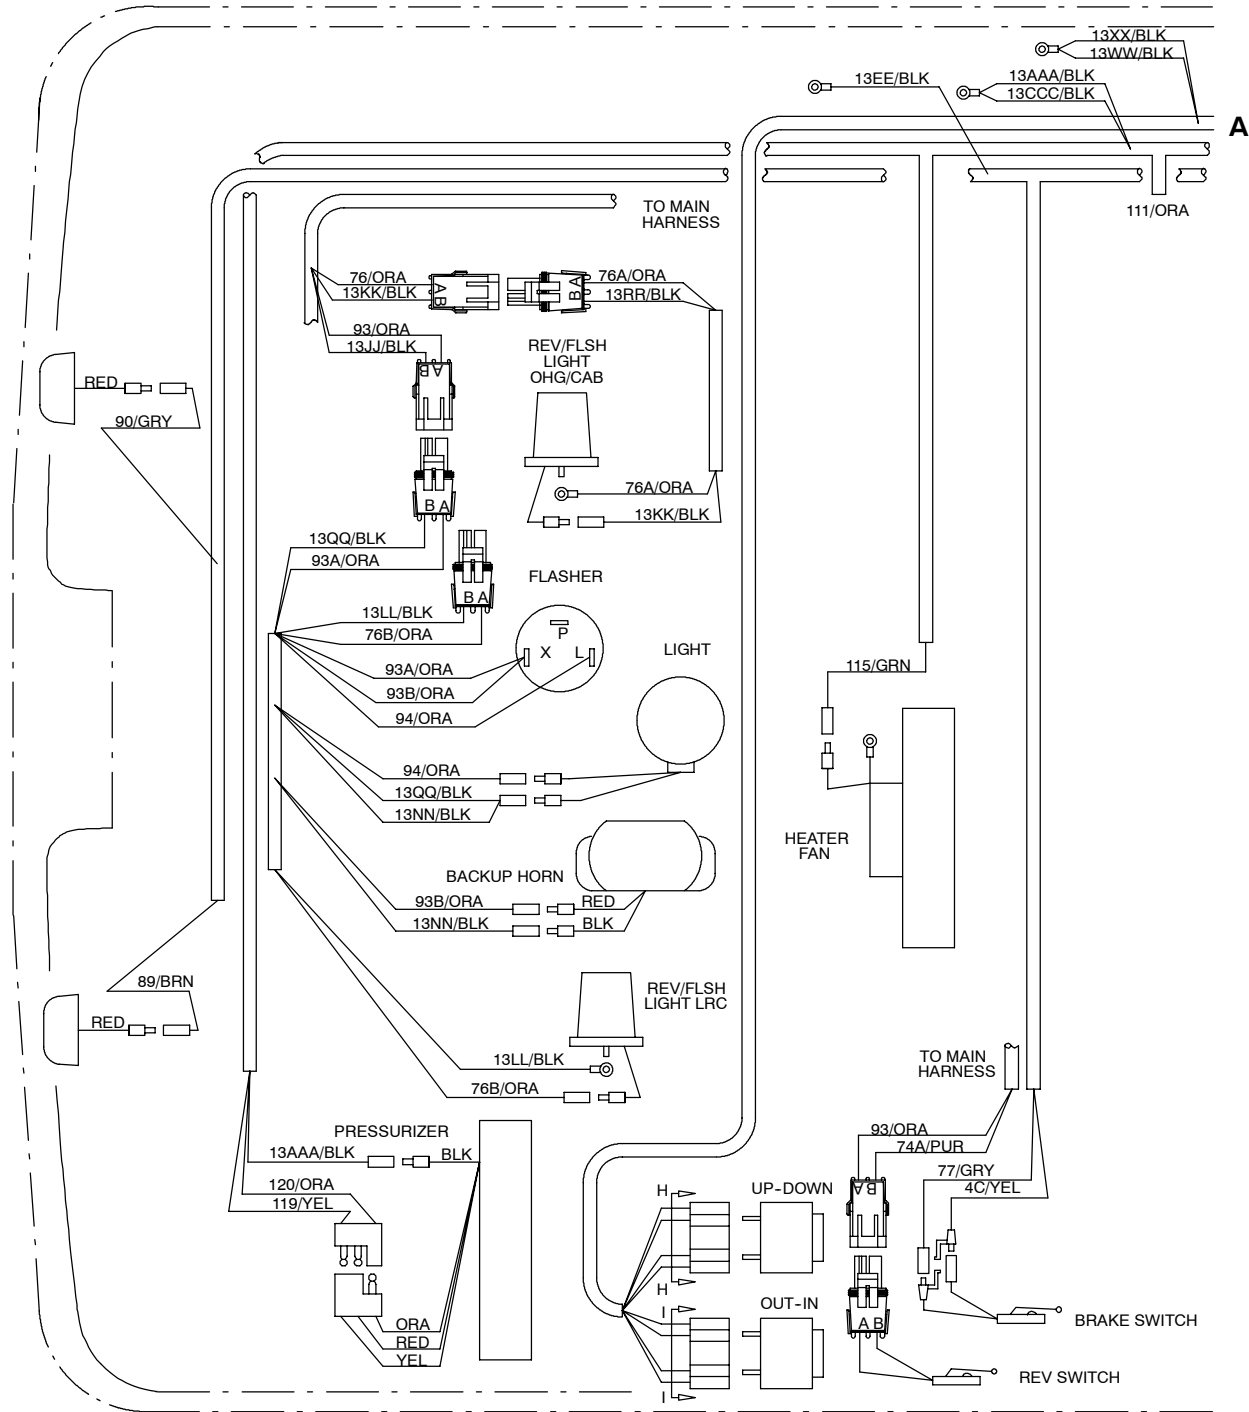 13XX/BLK
13WW/BLK
13EE/BLK
13AAA/BLK
13CCC/BLK
A
111/ORA
TO MAIN
HARNESS
76/ORA
13KK/BLK
A
B
B A
76A/ORA
13RR/BLK
93/ORA
13JJ/BLK
B A
REV/FLSH
LIGHT
OHG/CAB
RED
90/GRY
76A/ORA
13KK/BLK
B A
13QQ/BLK
93A/ORA
B A
FLASHER
13LL/BLK
76B/ORA
P
X
L
93A/ORA
93B/ORA
94/ORA
LIGHT
115/GRN
94/ORA
13QQ/BLK
13NN/BLK
HEATER
FAN
BACKUP HORN
93B/ORA
RED
13NN/BLK
BLK
89/BRN
RED
REV/FLSH
LIGHT LRC
13LL/BLK
76B/ORA
TO MAIN
HARNESS
93/ORA
74A/PUR
77/GRY
4C/YEL
PRESSURIZER
13AAA/BLK
BLK
120/ORA
119/YEL
H
UP-DOWN
A B
H
I
OUT-IN
A B
BRAKE SWITCH
ORA
RED
YEL
I
REV SWITCH